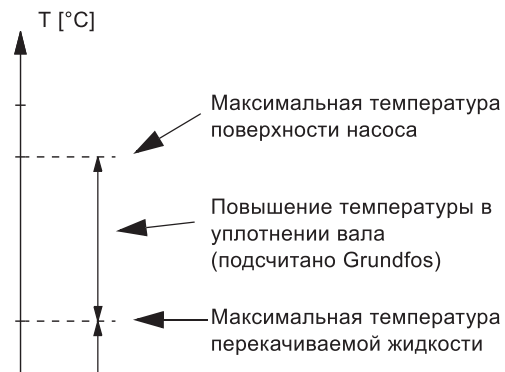 T [°C]
Максимальная температура
поверхности насоса
Повышение температуры в
уплотнении вала
(подсчитано Grundfos)
Максимальная температура
перекачиваемой жидкости